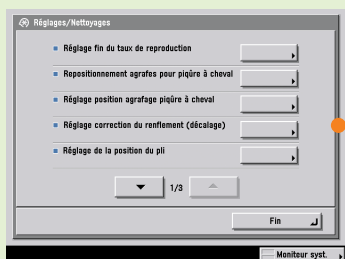 Réglages/Nettoyages
Réglage fin du taux de reproduction
Repositionnement agrafes pour piqûre à cheval
Réglage position agrafage piqûre à cheval
Réglage correction du renflement (décalage)
Réglage de la position du pli
1/3
Fin
Moniteur syst.